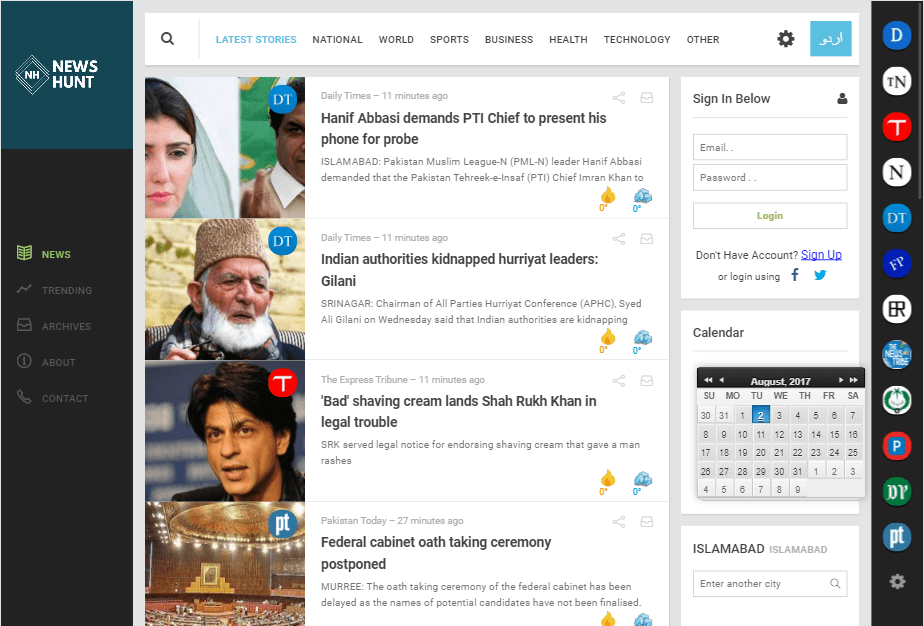 NH NEWS
HUNT
NEWS
TRENDING
ARCHIVES
ABOUT
CONTACT
LATEST STORIES NATIONAL WORLD SPORTS BUSINESS HEALTH TECHNOLOGY OTHER اردو
DT
Daily Times – 11 minutes ago
Hanif Abbasi demands PTI Chief to present his
phone for probe
ISLAMABAD: Pakistan Muslim League-N (PML-N) leader Hanif Abbasi
demanded that the Pakistan Tehreek-e-Insaf (PTI) Chief Imran Khan to
0° 0°
DT
Daily Times – 11 minutes ago
Indian authorities kidnapped hurriyat leaders:
Gilani
SRINAGAR: Chairman of All Parties Hurriyat Conference (APHC), Syed
Ali Gilani on Wednesday said that Indian authorities are kidnapping
0° 0°
T
The Express Tribune – 11 minutes ago
'Bad' shaving cream lands Shah Rukh Khan in
legal trouble
SRK served legal notice for endorsing shaving cream that gave a man
rashes
0° 0°
pt
Pakistan Today – 27 minutes ago
Federal cabinet oath taking ceremony
postponed
MURREE: The oath taking ceremony of the federal cabinet has been
delayed as the names of potential candidates have not been finalised.
Sign In Below
Email. .
Password . .
Login
Don't Have Account? Sign Up
or login using
Calendar
August, 2017
SU MO TU WE TH FR SA
30 31 1 2 3 4 5 6 7
8 9 10 11 12 13 14 15 16
17 18 19 20 21 22 23 24 25
26 27 28 29 30 31 1 2 3
4 5 6 7 8 9
ISLAMABAD ISLAMABAD
Enter another city
D
TN
T
N
DT
FP
BR
THE
NEWS
TRIBE
P
DP
pt